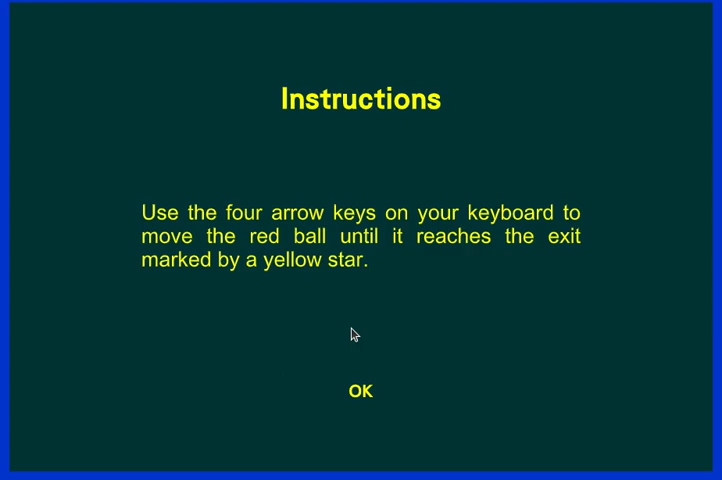 Instructions
Use the four arrow keys on your keyboard to
move the red ball until it reaches the exit
marked by a yellow star.
OK